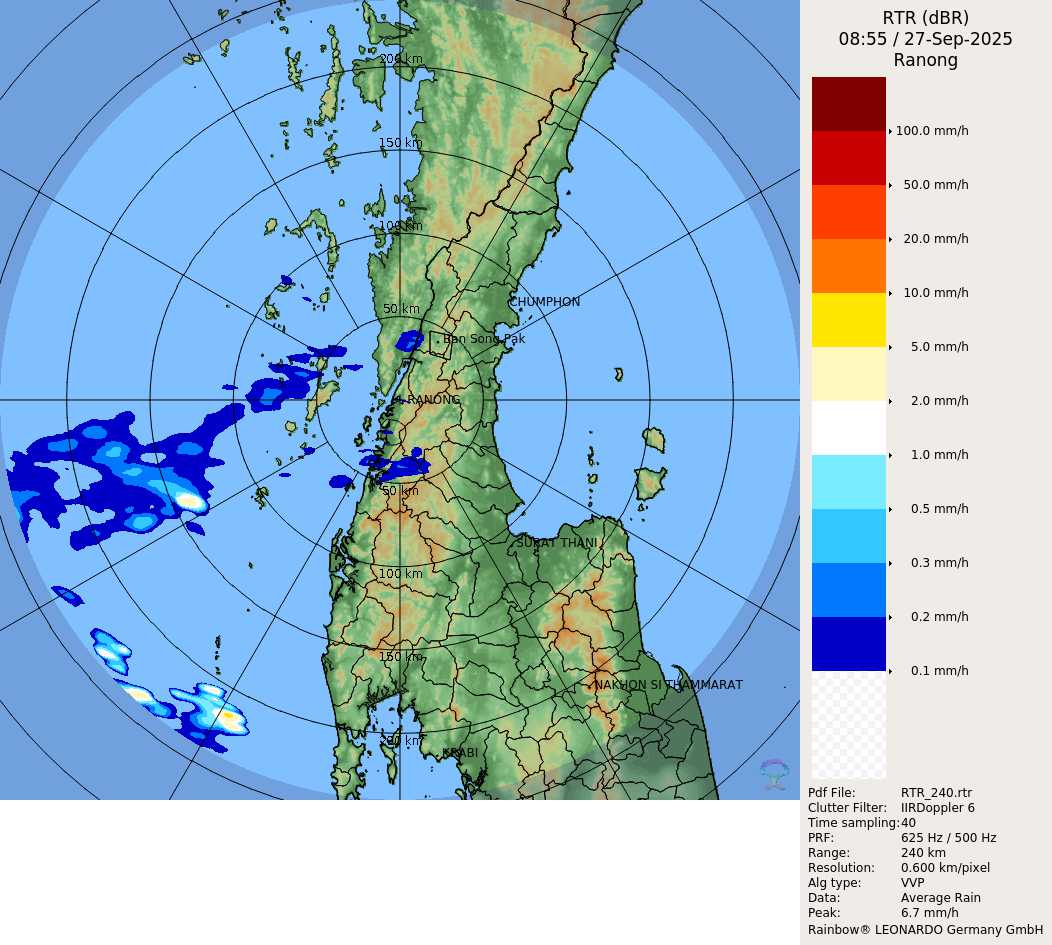 RTR (dBR)
08:55 / 27-Sep-2025
Ranong
100.0 mm/h
50.0 mm/h
20.0 mm/h
10.0 mm/h
5.0 mm/h
2.0 mm/h
1.0 mm/h
0.5 mm/h
0.3 mm/h
0.2 mm/h
0.1 mm/h
200 km
150 km
100 km
CHUMPHON
50 km
Ban Song Pak
RANONG
50 km
SURAT THANI
100 km
150 km
NAKHON SI THAMMARAT
200 km
KRABI
Pdf File: RTR_240.rtr
Clutter Filter: IIRDoppler 6
Time sampling: 40
PRF: 625 Hz / 500 Hz
Range: 240 km
Resolution: 0.600 km/pixel
Alg type: VVP
Data: Average Rain
Peak: 6.7 mm/h
Rainbow® LEONARDO Germany GmbH